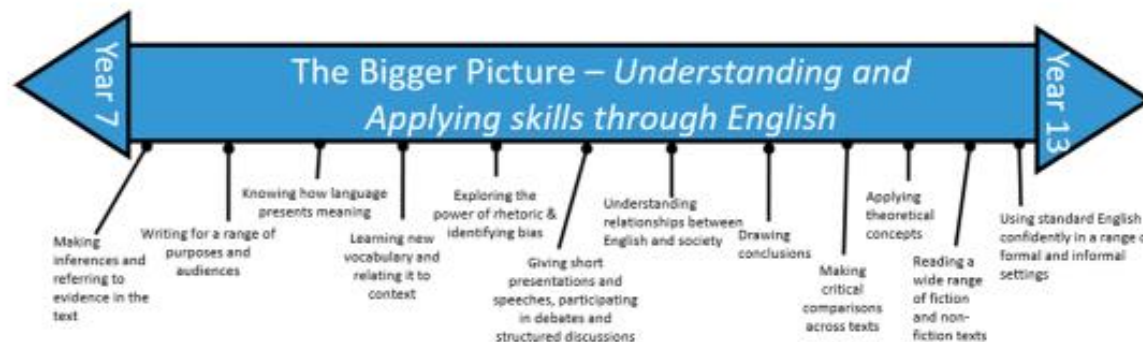 Year 7
The Bigger Picture – Understanding and
Applying skills through English
Year 13
Making
inferences and
referring to
evidence in the
text
Writing for a range of
purposes and
audiences
Knowing how language
presents meaning
Learning new
vocabulary and
relating it to
context
Exploring the
power of rhetoric &
identifying bias
Giving short
presentations and
speeches, participating
in debates and
structured discussions
Understanding
relationships between
English and society
Drawing
conclusions
Making
critical
comparisons
across texts
Applying
theoretical
concepts
Reading a
wide range
of fiction
and non-
fiction texts
Using standard English
confidently in a range o
formal and informal
settings